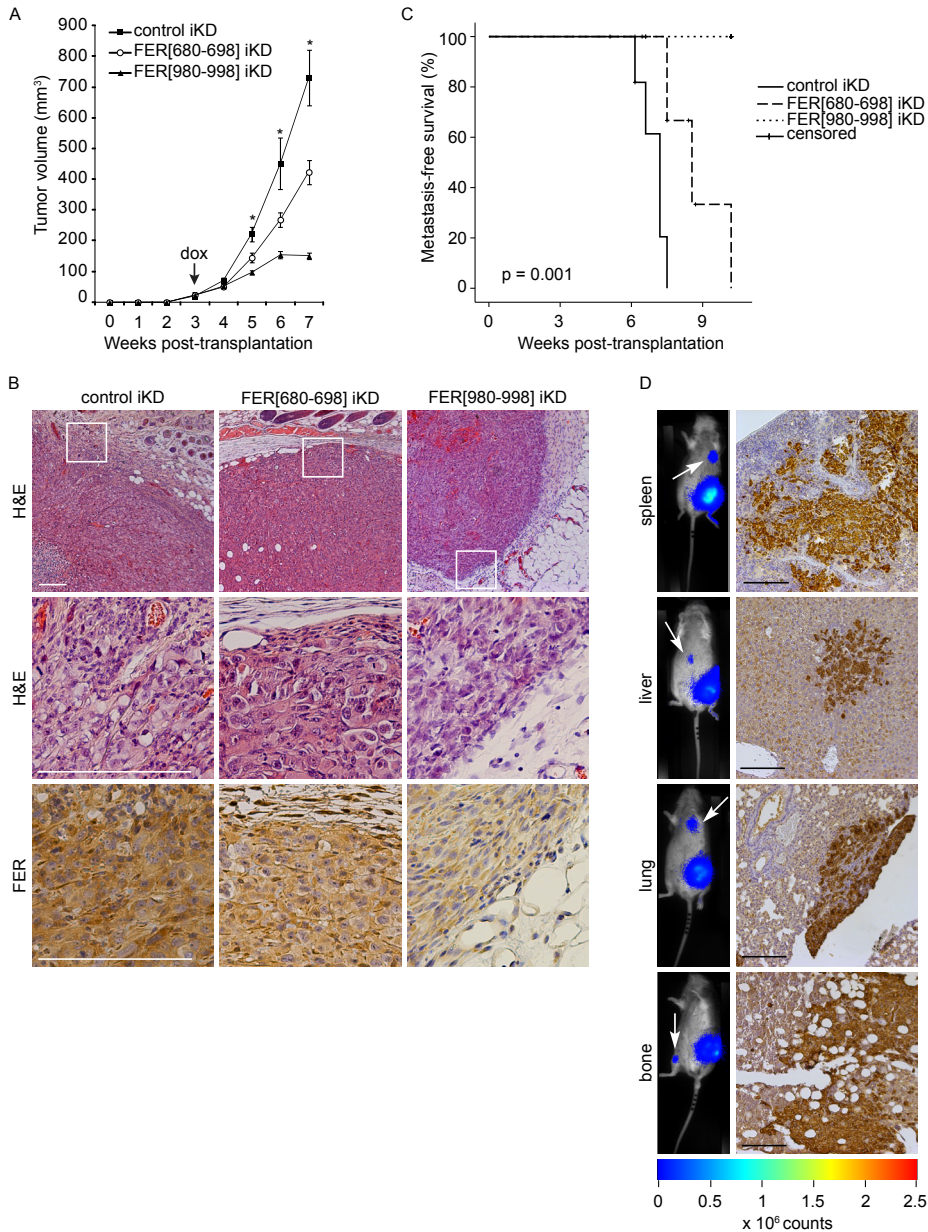 A
900
800
700
600
500
400
300
200
100
0
Tumor volume (mm³)
control iKD
FER[680-698] iKD
FER[980-998] iKD
*
*
*
dox
0 1 2 3 4 5 6 7
Weeks post-transplantation
C
100
80
60
40
20
0
Metastasis-free survival (%)
p = 0.001
0 3 6 9
Weeks post-transplantation
control iKD
FER[680-698] iKD
FER[980-998] iKD
censored
B
control iKD FER[680-698] iKD FER[980-998] iKD
H&E
H&E
FER
D
spleen
liver
lung
bone
0 0.5 1 1.5 2 2.5
x 10⁶ counts